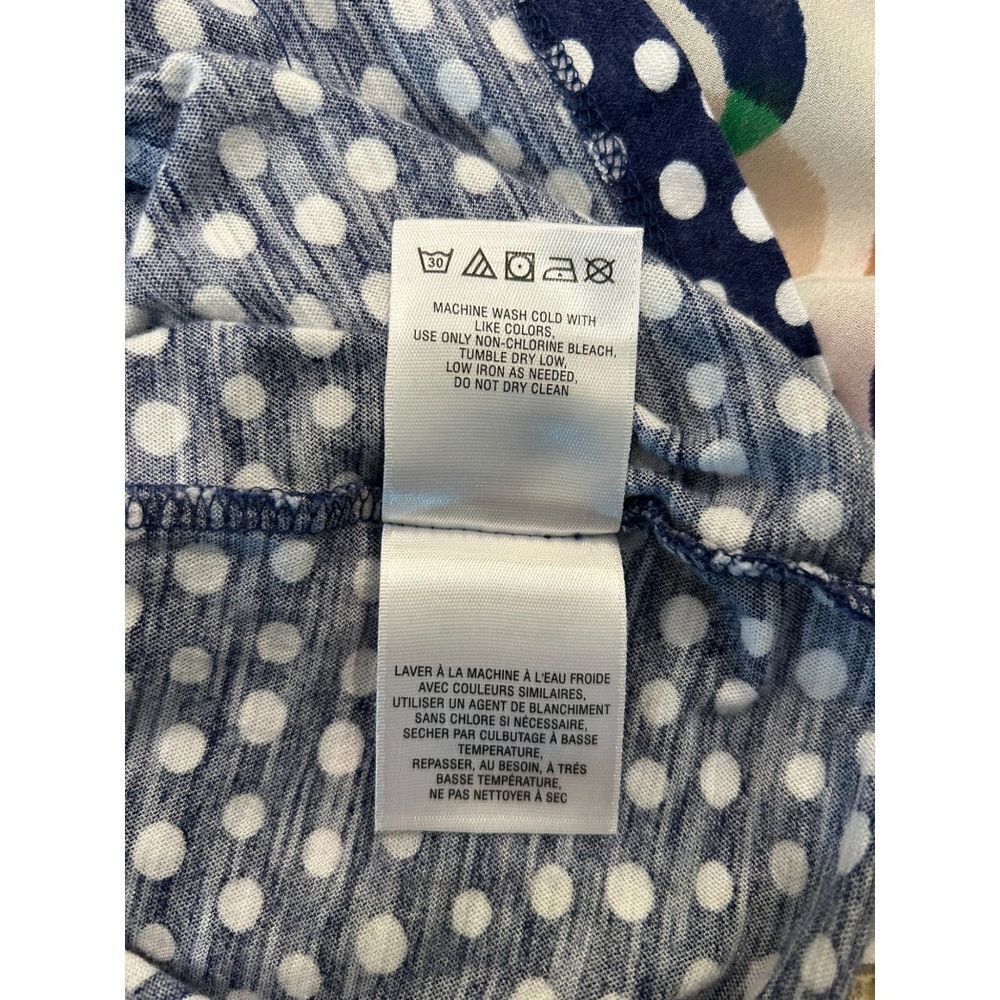 30
MACHINE WASH COLD WITH
LIKE COLORS,
USE ONLY NON-CHLORINE BLEACH,
TUMBLE DRY LOW,
LOW IRON AS NEEDED,
DO NOT DRY CLEAN
LAVER À LA MACHINE À L'EAU FROIDE
AVEC COULEURS SIMILAIRES,
UTILISER UN AGENT DE BLANCHIMENT
SANS CHLORE SI NÉCESSAIRE,
SECHER PAR CULBUTAGE À BASSE
TEMPERATURE,
REPASSER, AU BESOIN, À TRÉS
BASSE TEMPÉRATURE,
NE PAS NETTOYER À SEC